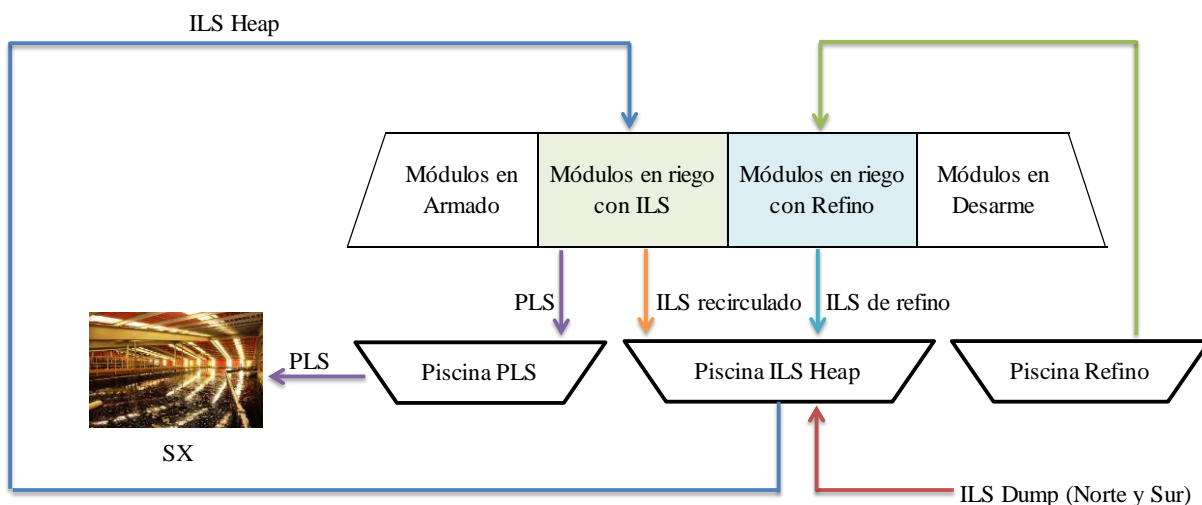 ILS Heap
Módulos en
Armado
Módulos en riego
con ILS
Módulos en riego
con Refino
Módulos en
Desarme
PLS
ILS recirculado
ILS de refino
PLS
Piscina PLS
Piscina ILS Heap
Piscina Refino
SX
ILS Dump (Norte y Sur)